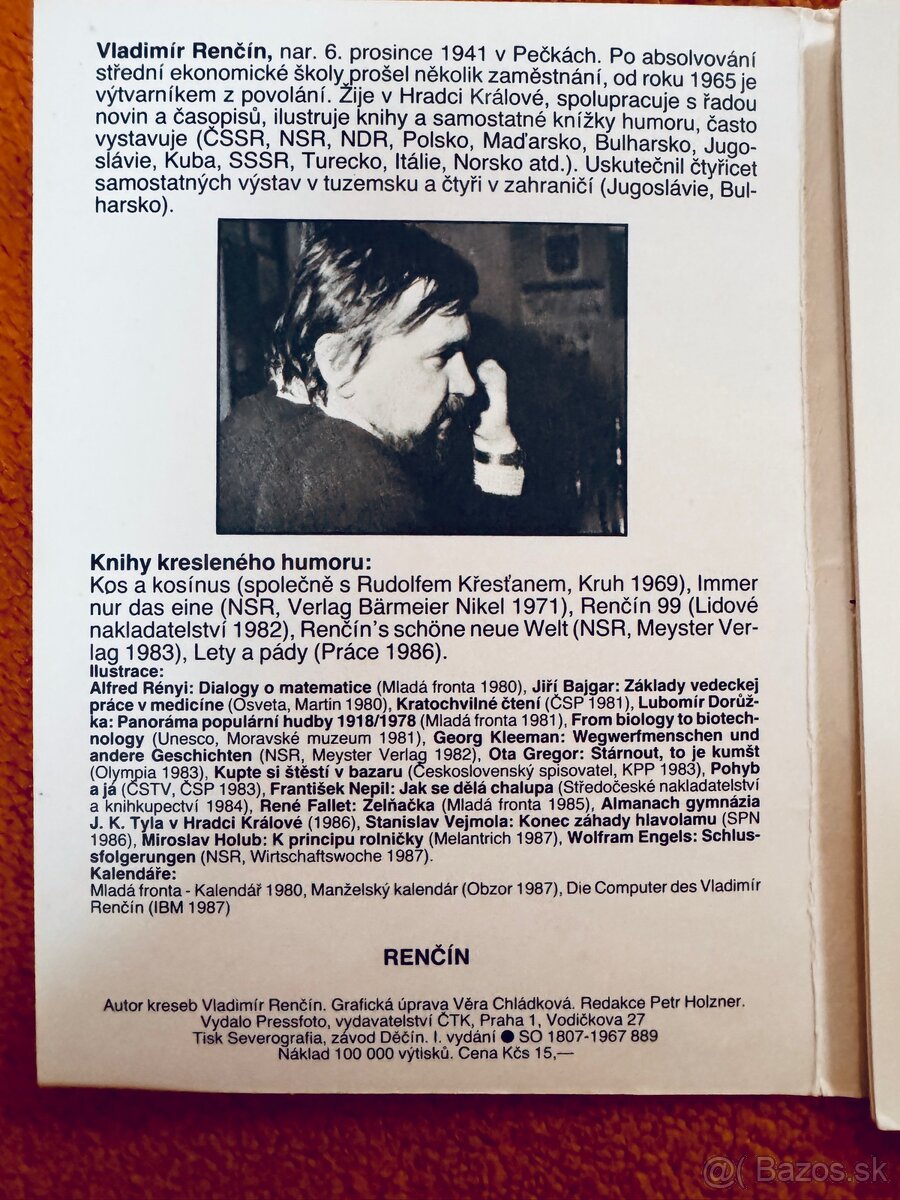 Vladimír Renčín, nar. 6. prosince 1941 v Pečkách. Po absolvování
střední ekonomické školy prošel několik zaměstnání, od roku 1965 je
výtvarníkem z povolání. Žije v Hradci Králové, spolupracuje s řadou
novin a časopisů, ilustruje knihy a samostatné knížky humoru, často
vystavuje (ČSSR, NSR, NDR, Polsko, Maďarsko, Bulharsko, Jugo-
slávie, Kuba, SSSR, Turecko, Itálie, Norsko atd.). Uskutečnil čtyřicet
samostatných výstav v tuzemsku a čtyři v zahraničí (Jugoslávie, Bul-
harsko).
Knihy kresleného humoru:
Kos a kosínus (společně s Rudolfem Křesťanem, Kruh 1969), Immer
nur das eine (NSR, Verlag Bärmeier Nikel 1971), Renčín 99 (Lidové
nakladatelství 1982), Renčín's schöne neue Welt (NSR, Meyster Ver-
lag 1983), Lety a pády (Práce 1986).
Ilustrace:
Alfred Rényi: Dialogy o matematice (Mladá fronta 1980), Jiří Bajgar: Základy vedeckej
práce v medicíne (Osveta, Martin 1980), Kratochvilné čtení (ČSP 1981), Lubomír Dorůž-
ka: Panoráma populární hudby 1918/1978 (Mladá fronta 1981), From biology to biotech-
nology (Unesco, Moravské muzeum 1981), Georg Kleeman: Wegwerfmenschen und
andere Geschichten (NSR, Meyster Verlag 1982), Ota Gregor: Stárnout, to je kumšt
(Olympia 1983), Kupte si štěstí v bazaru (Československý spisovatel, KPP 1983), Pohyb
a já (ČSTV, ČSP 1983), František Nepil: Jak se dělá chalupa (Středočeské nakladatelství
a knihkupectví 1984), René Fallet: Zelňačka (Mladá fronta 1985), Almanach gymnázia
J. K. Tyla v Hradci Králové (1986), Stanislav Vejmola: Konec záhady hlavolamu (SPN
1986), Miroslav Holub: K principu rolničky (Melantrich 1987), Wolfram Engels: Schlus-
sfolgerungen (NSR, Wirtschaftswoche 1987).
Kalendáře:
Mladá fronta - Kalendář 1980, Manželský kalendár (Obzor 1987), Die Computer des Vladimír
Renčín (IBM 1987)
RENČÍN
Autor kreseb Vladimír Renčín. Grafická úprava Věra Chládková. Redakce Petr Holzner.
Vydalo Pressfoto, vydavatelství ČTK, Praha 1, Vodičkova 27
Tisk Severografia, závod Děčín. I. vydání ● SO 1807-1967 889
Náklad 100 000 výtisků. Cena Kčs 15,—
@( Bazos.sk